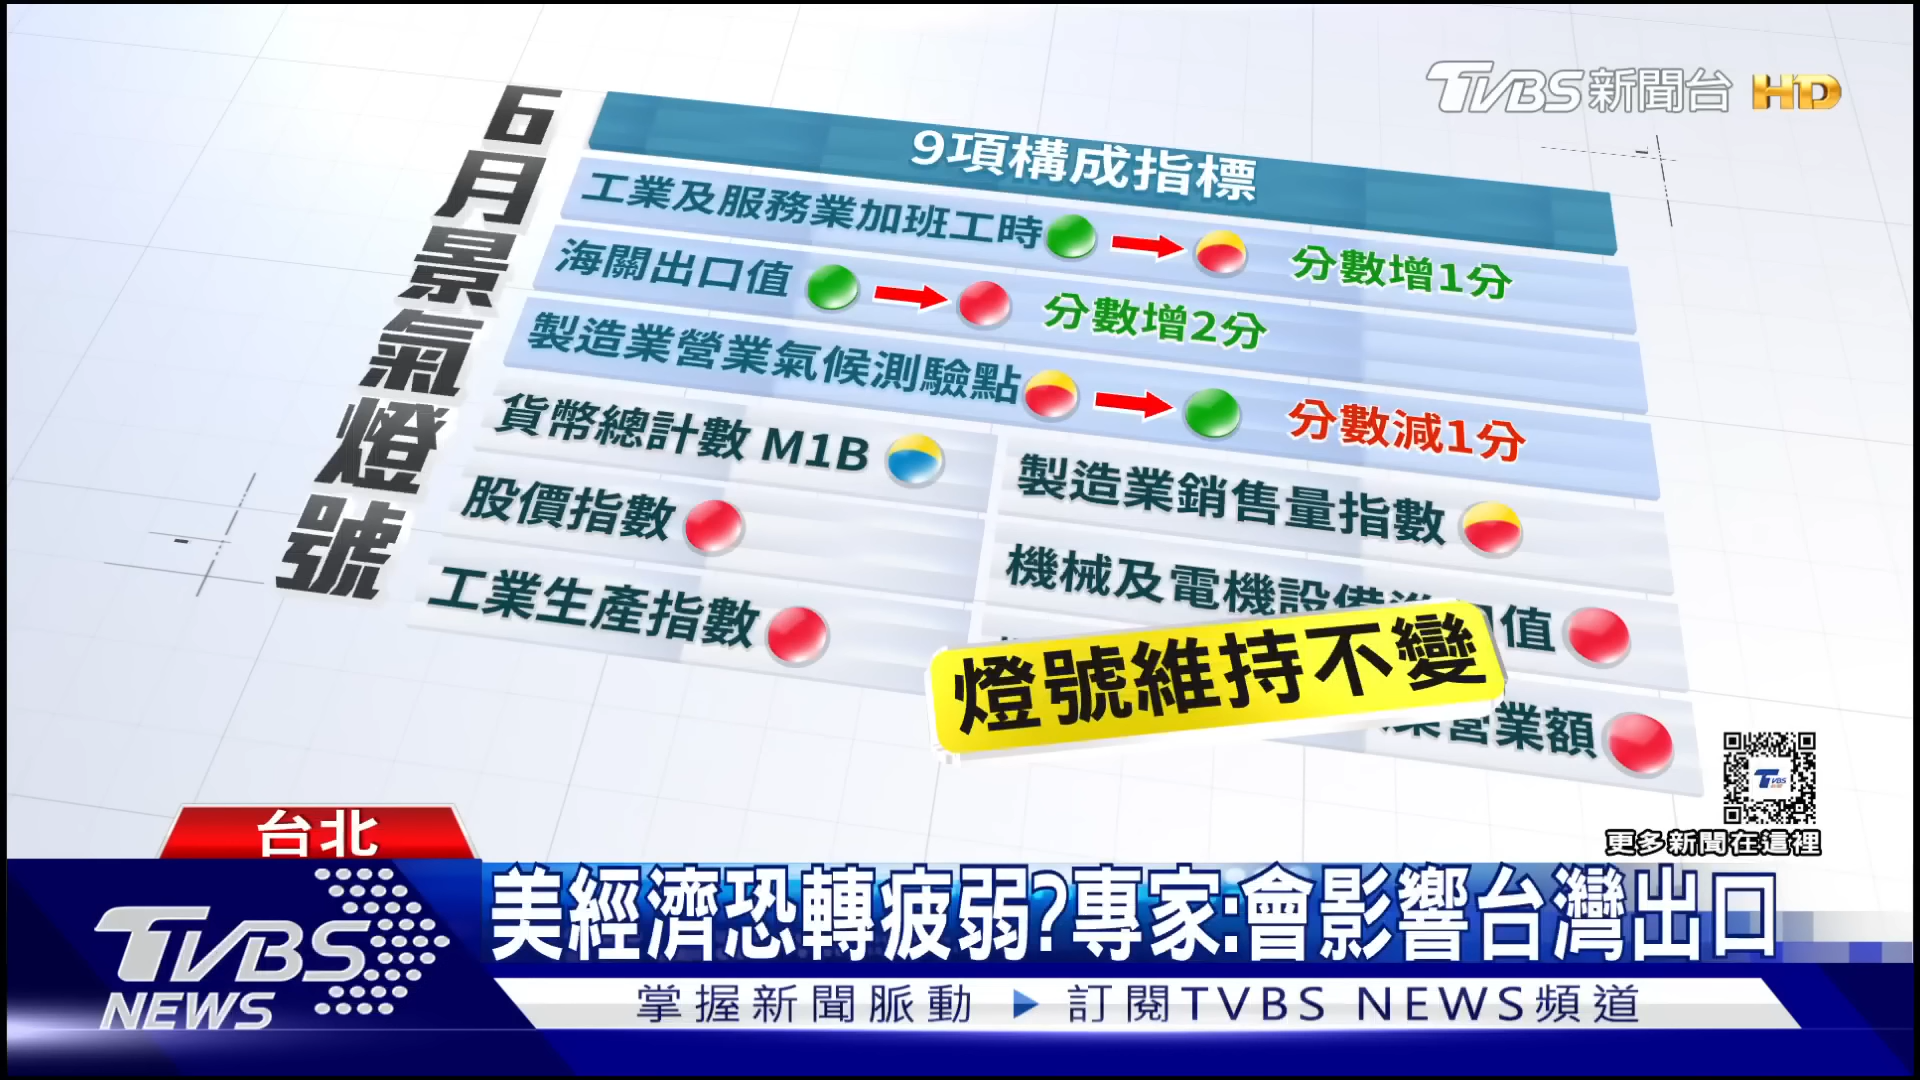 TVBS新聞台 HD
6月景氣燈號
9項構成指標
工業及服務業加班工時 分數增1分
海關出口值 分數增2分
製造業營業氣候測驗點 分數減1分
貨幣總計數 M1B
製造業銷售量指數
股價指數
機械及電機設備 值
工業生產指數
營業額
燈號維持不變
TVBS
更多新聞在這裡
台北
美經濟恐轉疲弱?專家:會影響台灣出口
TVBS NEWS
掌握新聞脈動 訂閱TVBS NEWS頻道